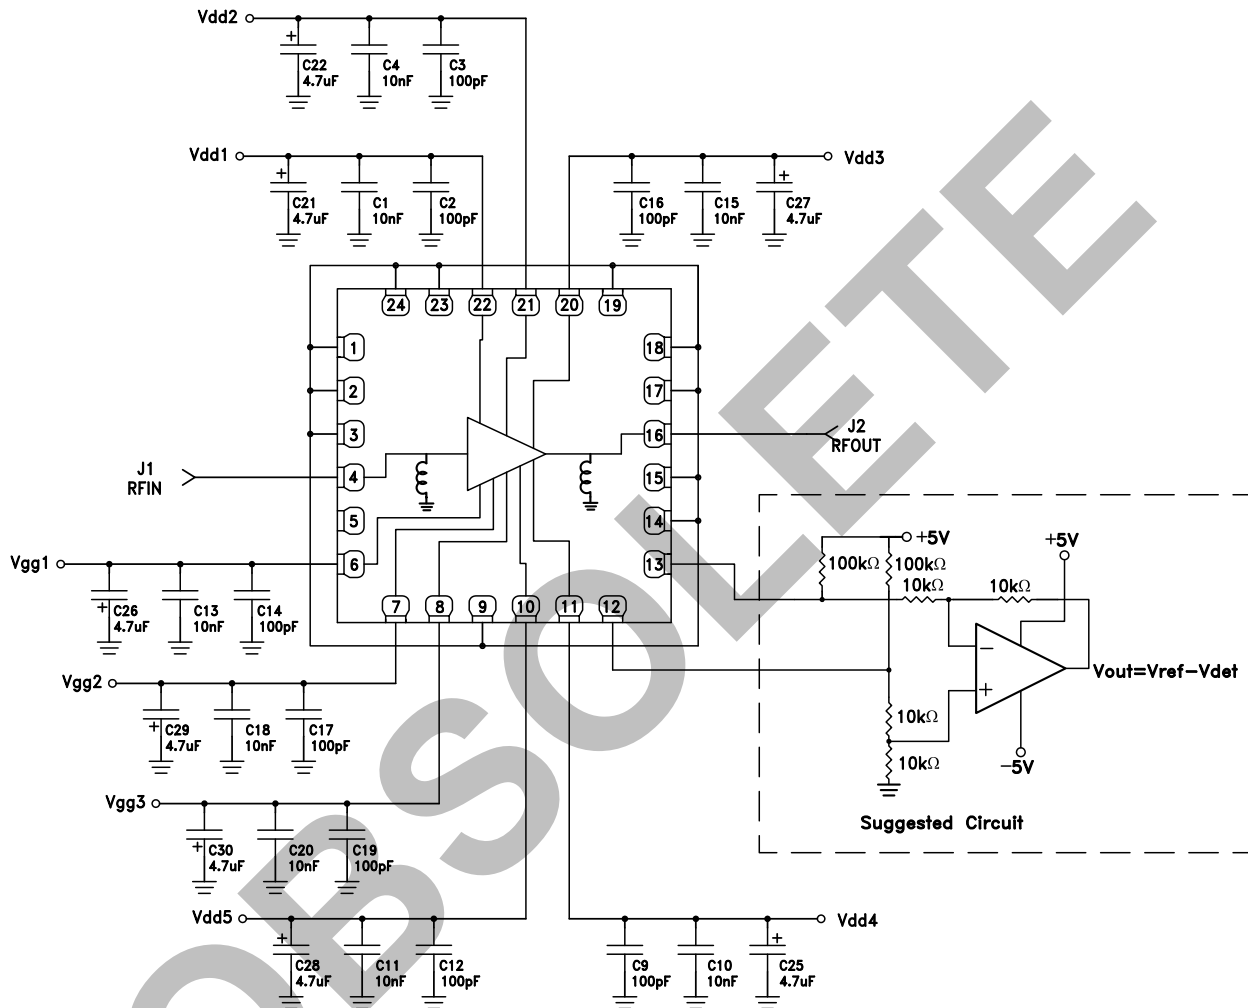 Vdd2
+
C22
4.7uF
C4
10nF
C3
100pF
Vdd1
+
C21
4.7uF
C1
10nF
C2
100pF
Vdd3
C16
100pF
C15
10nF
+
C27
4.7uF
24
23
22
21
20
19
1
2
3
4
5
6
18
17
16
15
14
13
7
8
9
10
11
12
J1
RFIN
J2
RFOUT
Vgg1
+
C26
4.7uF
C13
10nF
C14
100pF
Vgg2
+
C29
4.7uF
C18
10nF
C17
100pF
Vgg3
+
C30
4.7uF
C20
10nF
C19
100pF
Vdd5
+
C28
4.7uF
C11
10nF
C12
100pF
Vdd4
C9
100pF
C10
10nF
+
C25
4.7uF
+5V
+5V
100kΩ
100kΩ
10kΩ
10kΩ
−
+
Vout=Vref-Vdet
10kΩ
10kΩ
-5V
Suggested Circuit
OBSOLETE